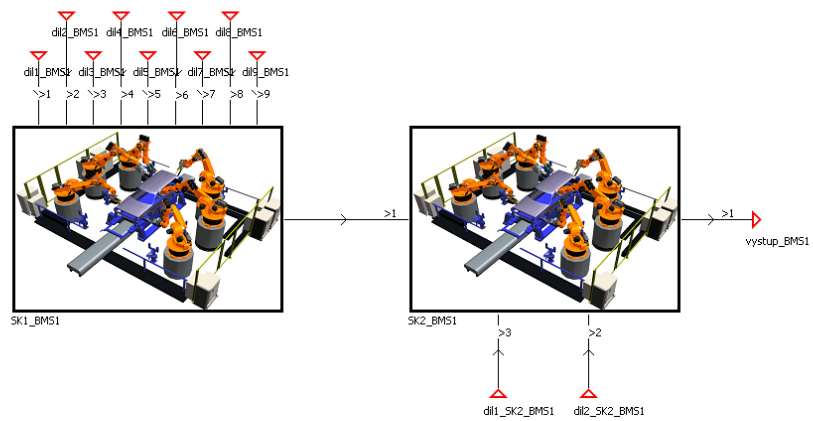 dil2_BMS1 dil4_BMS1 dil6_BMS1 dil8_BMS1
dil1_BMS1 dil3_BMS1 dil5_BMS1 dil7_BMS1 dil9_BMS1
>1 >2 >3 >4 >5 >6 >7 >8 >9
>1
>1
vystup_BMS1
SK1_BMS1
SK2_BMS1
>3
>2
dil1_SK2_BMS1
dil2_SK2_BMS1